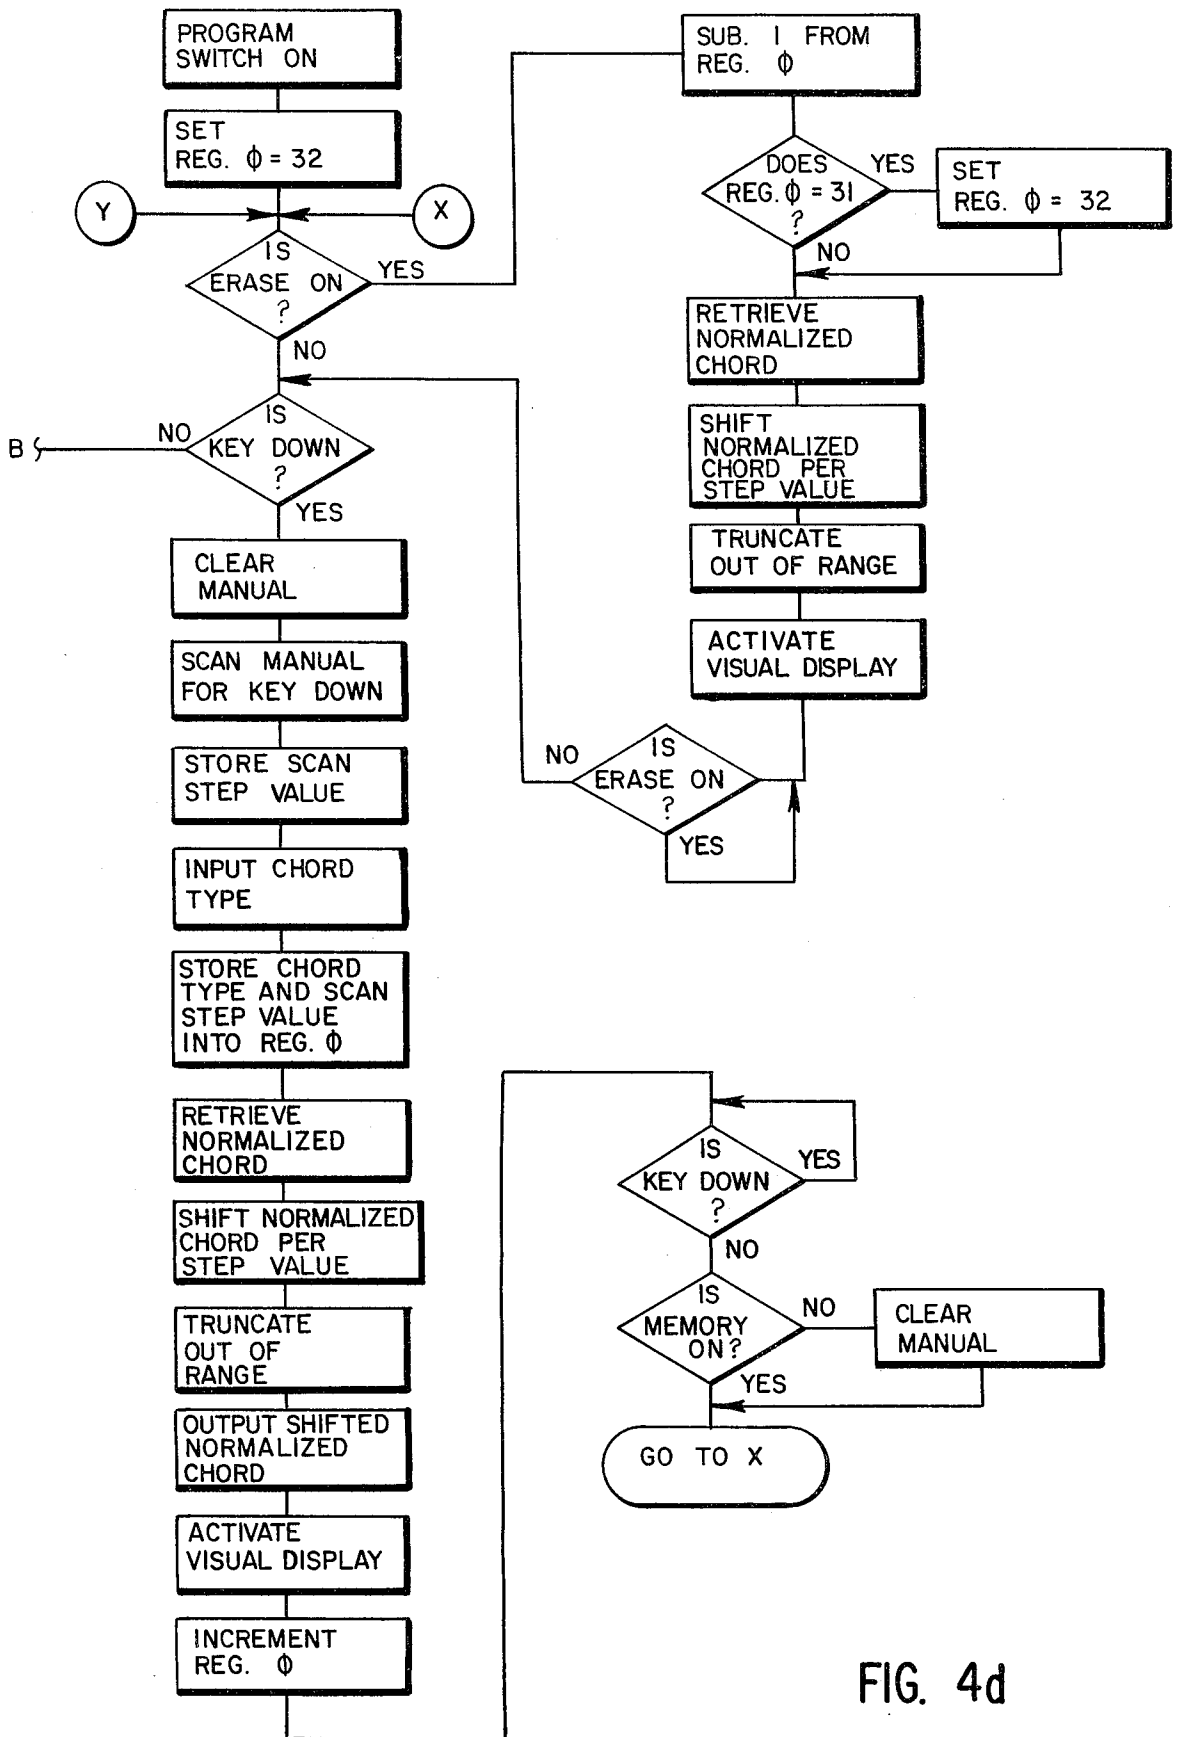 PROGRAM
SWITCH ON
SET
REG. ϕ = 32
Y
X
IS
ERASE ON
?
YES
NO
IS
KEY DOWN
?
NO
B
YES
CLEAR
MANUAL
SCAN MANUAL
FOR KEY DOWN
STORE SCAN
STEP VALUE
INPUT CHORD
TYPE
STORE CHORD
TYPE AND SCAN
STEP VALUE
INTO REG. ϕ
RETRIEVE
NORMALIZED
CHORD
SHIFT NORMALIZED
CHORD PER
STEP VALUE
TRUNCATE
OUT OF
RANGE
OUTPUT SHIFTED
NORMALIZED
CHORD
ACTIVATE
VISUAL DISPLAY
INCREMENT
REG. ϕ
SUB. 1 FROM
REG. ϕ
DOES
REG. ϕ = 31
?
YES
NO
SET
REG. ϕ = 32
RETRIEVE
NORMALIZED
CHORD
SHIFT
NORMALIZED
CHORD PER
STEP VALUE
TRUNCATE
OUT OF RANGE
ACTIVATE
VISUAL DISPLAY
IS
ERASE ON
?
NO
YES
IS
KEY DOWN
?
YES
NO
IS
MEMORY
ON?
NO
YES
CLEAR
MANUAL
GO TO X
FIG. 4d